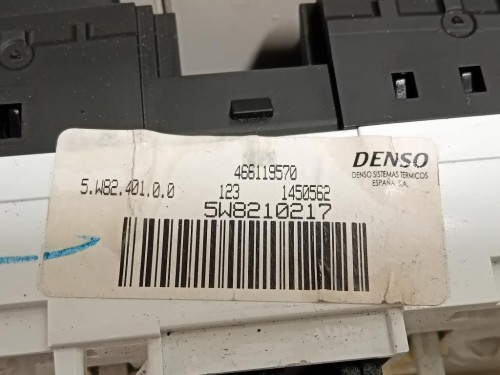 466119570
DENSO
DENSO SISTEMAS TERMICOS
ESPAÑA S.A.
5.W82.401.0.0
123 1450562
5W8210217